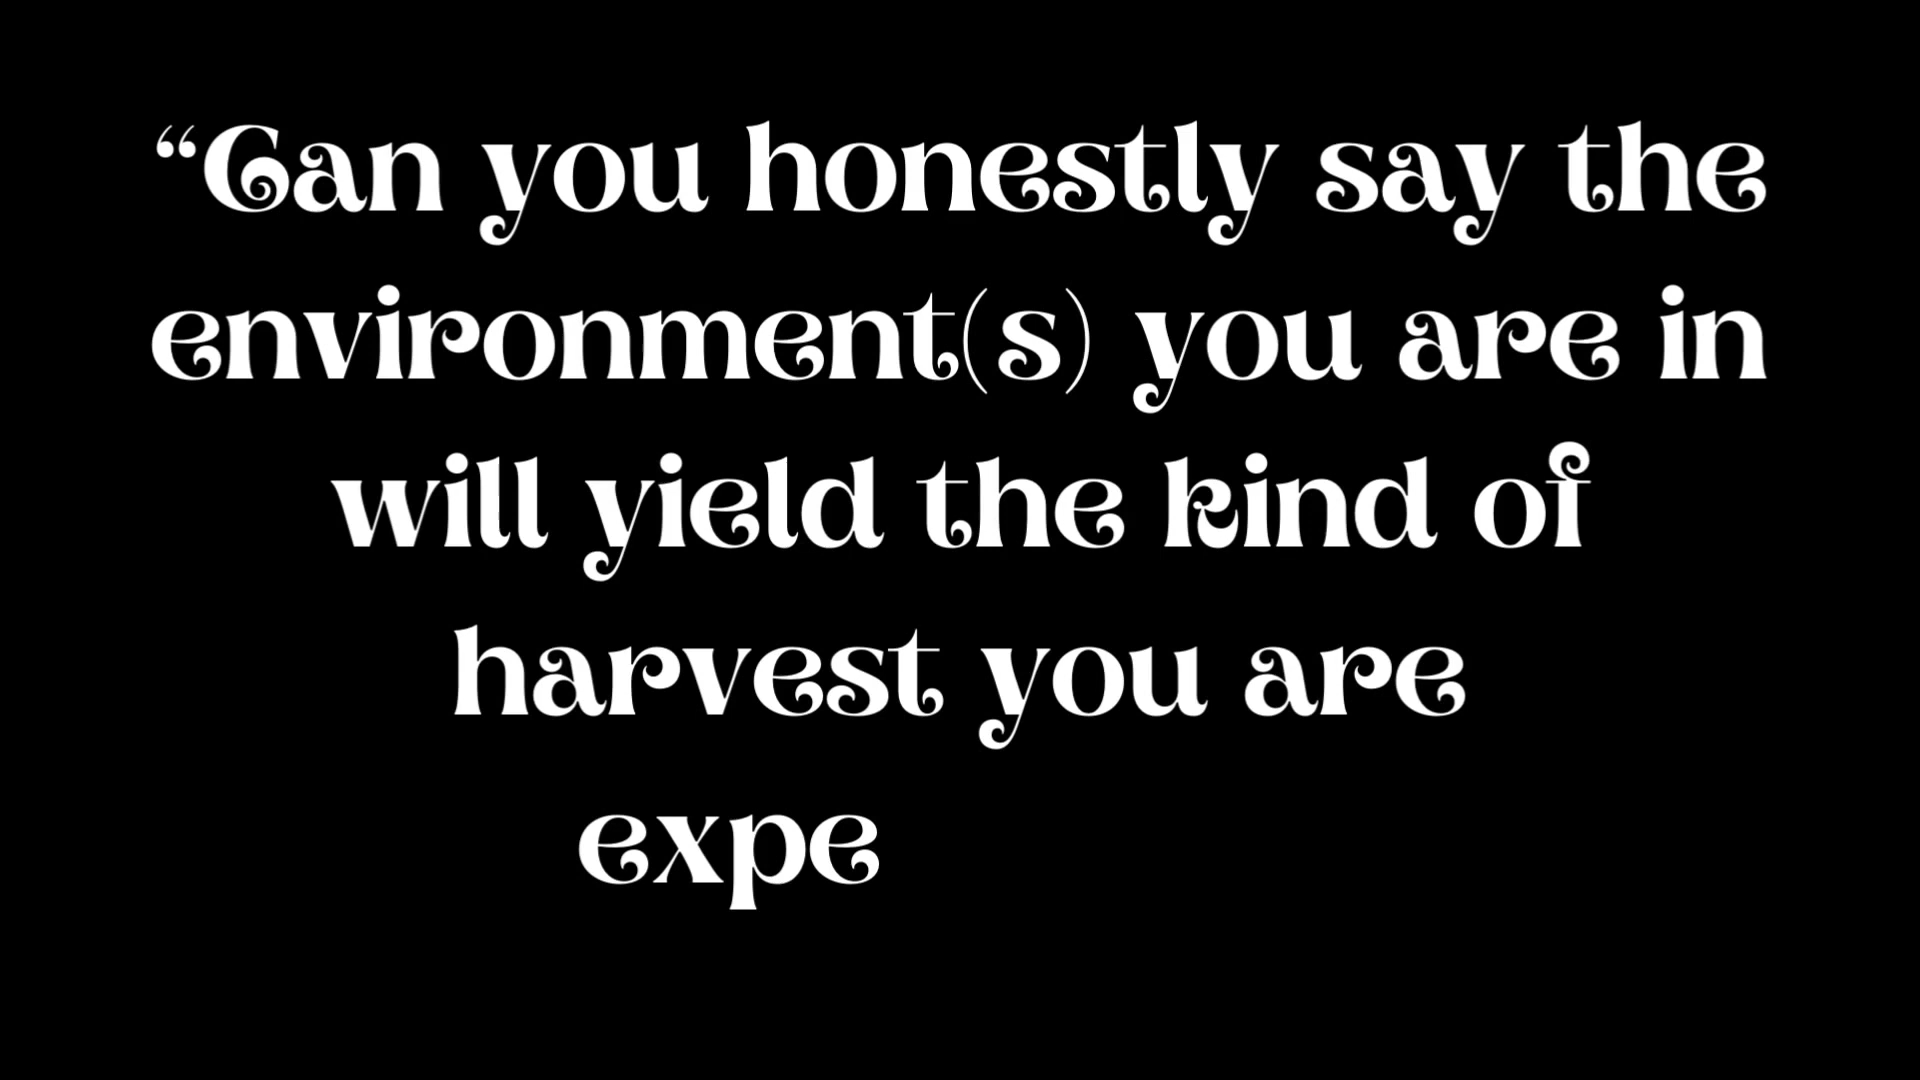 “Can you honestly say the
environment(s) you are in
will yield the kind of
harvest you are
expe